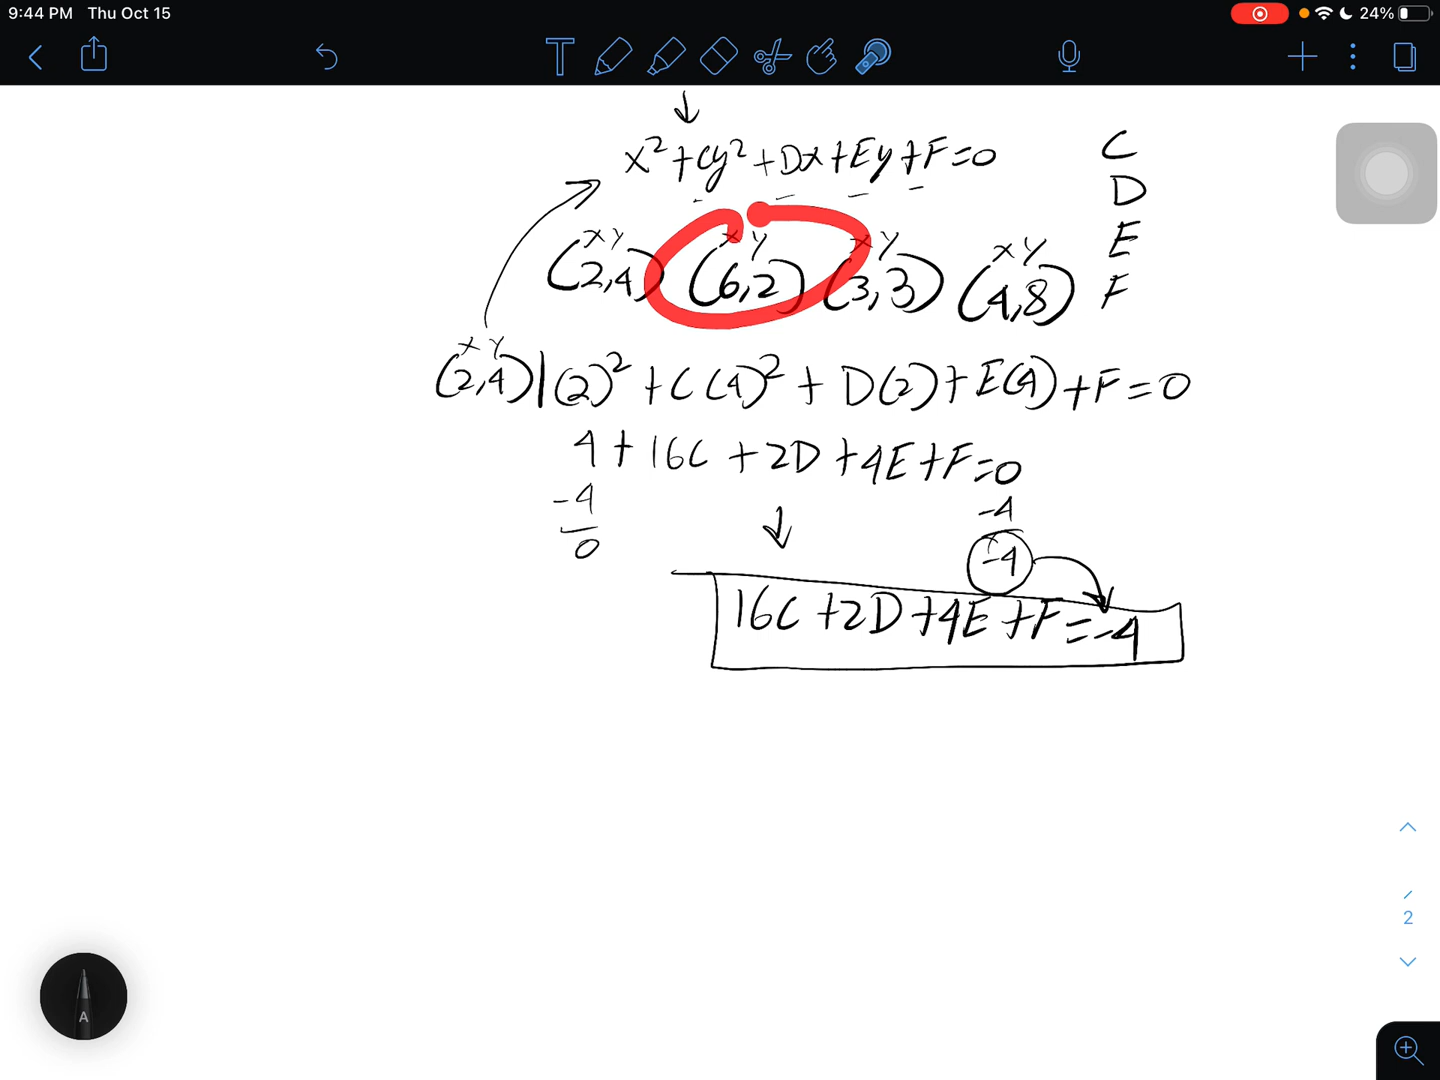 9:44 PM Thu Oct 15
24%
T
↓
x² + Cy² + Dx + Ey + F = 0
C
D
E
F
x y x y x y x y
(2,4) (6,2) (3,3) (4,8)
x y
(2,4) | (2)² + C(4)² + D(2) + E(4) + F = 0
4 + 16C + 2D + 4E + F = 0
-4 -4
0 ↓ -4
16C + 2D + 4E + F = -4
2
A